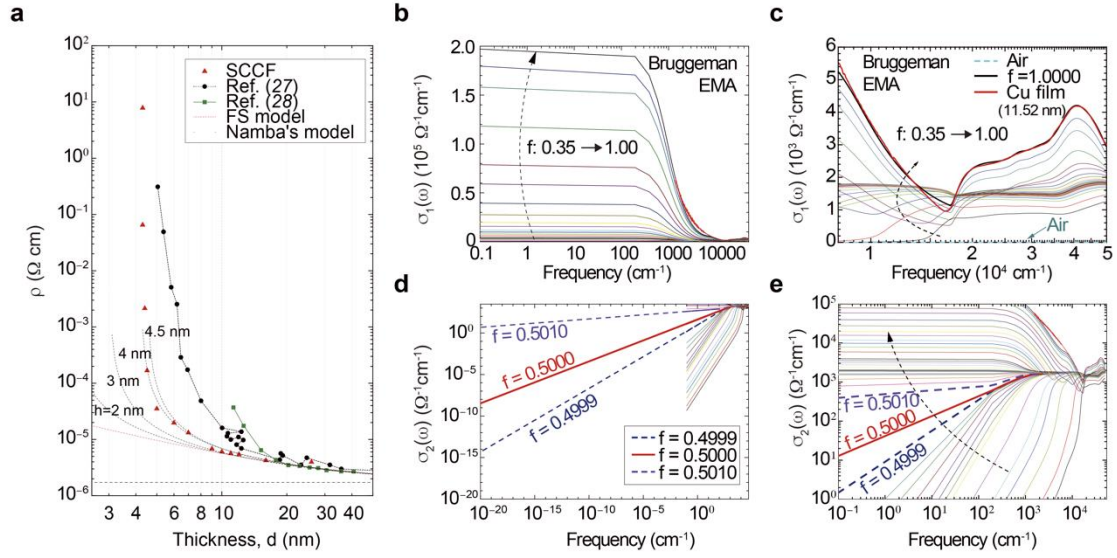 a
ρ (Ω cm)
10²
10¹
10⁰
10⁻¹
10⁻²
10⁻³
10⁻⁴
10⁻⁵
10⁻⁶
SCCF
Ref. (27)
Ref. (28)
FS model
Namba's model
4.5 nm
4 nm
3 nm
h=2 nm
3 4 6 8 10 20 30 40
Thickness, d (nm)
b
σ₁(ω) (10⁵ Ω⁻¹cm⁻¹)
2.0
1.5
1.0
0.5
0.0
Bruggeman
EMA
f: 0.35 → 1.00
0.1 1 10 100 1000 10000
Frequency (cm⁻¹)
c
σ₁(ω) (10³ Ω⁻¹cm⁻¹)
6
5
4
3
2
1
0
Bruggeman
EMA
Air
f =1.0000
Cu film
(11.52 nm)
f: 0.35 → 1.00
Air
1 2 3 4 5
Frequency (10⁴ cm⁻¹)
d
σ₂(ω) (Ω⁻¹cm⁻¹)
10⁰
10⁻⁵
10⁻¹⁰
10⁻¹⁵
10⁻²⁰
f = 0.5010
f = 0.5000
f = 0.4999
f = 0.4999
f = 0.5000
f = 0.5010
10⁻²⁰ 10⁻¹⁵ 10⁻¹⁰ 10⁻⁵ 10⁰
Frequency (cm⁻¹)
e
σ₂(ω) (Ω⁻¹cm⁻¹)
10⁵
10⁴
10³
10²
10¹
10⁰
f = 0.5010
f = 0.5000
f = 0.4999
10⁻¹ 10⁰ 10¹ 10² 10³ 10⁴
Frequency (cm⁻¹)